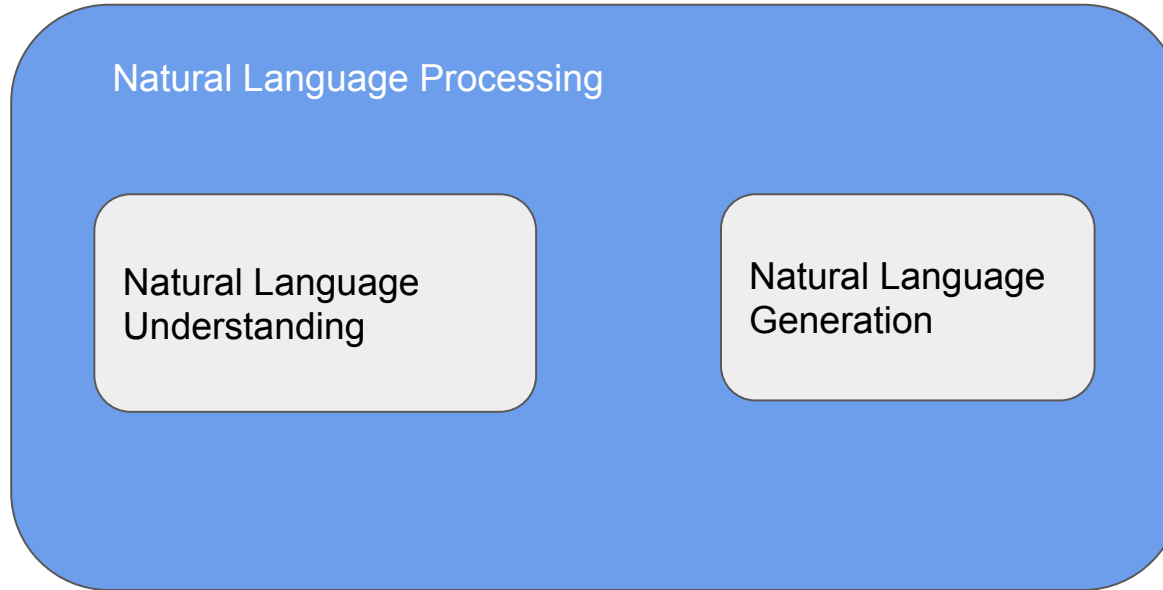 Natural Language Processing
Natural Language
Understanding
Natural Language
Generation